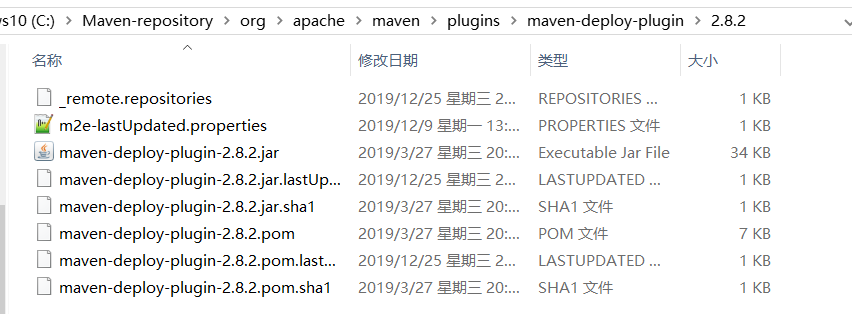 vs10 (C:) › Maven-repository › org › apache › maven › plugins › maven-deploy-plugin › 2.8.2
名称 修改日期 类型 大小
_remote.repositories 2019/12/25 星期三 2... REPOSITORIES ... 1 KB
m2e-lastUpdated.properties 2019/12/9 星期一 13:... PROPERTIES 文件 1 KB
maven-deploy-plugin-2.8.2.jar 2019/3/27 星期三 20:... Executable Jar File 34 KB
maven-deploy-plugin-2.8.2.jar.lastUp... 2019/12/25 星期三 2... LASTUPDATED ... 1 KB
maven-deploy-plugin-2.8.2.jar.sha1 2019/3/27 星期三 20:... SHA1 文件 1 KB
maven-deploy-plugin-2.8.2.pom 2019/3/27 星期三 20:... POM 文件 7 KB
maven-deploy-plugin-2.8.2.pom.last... 2019/12/25 星期三 2... LASTUPDATED ... 1 KB
maven-deploy-plugin-2.8.2.pom.sha1 2019/3/27 星期三 20:... SHA1 文件 1 KB